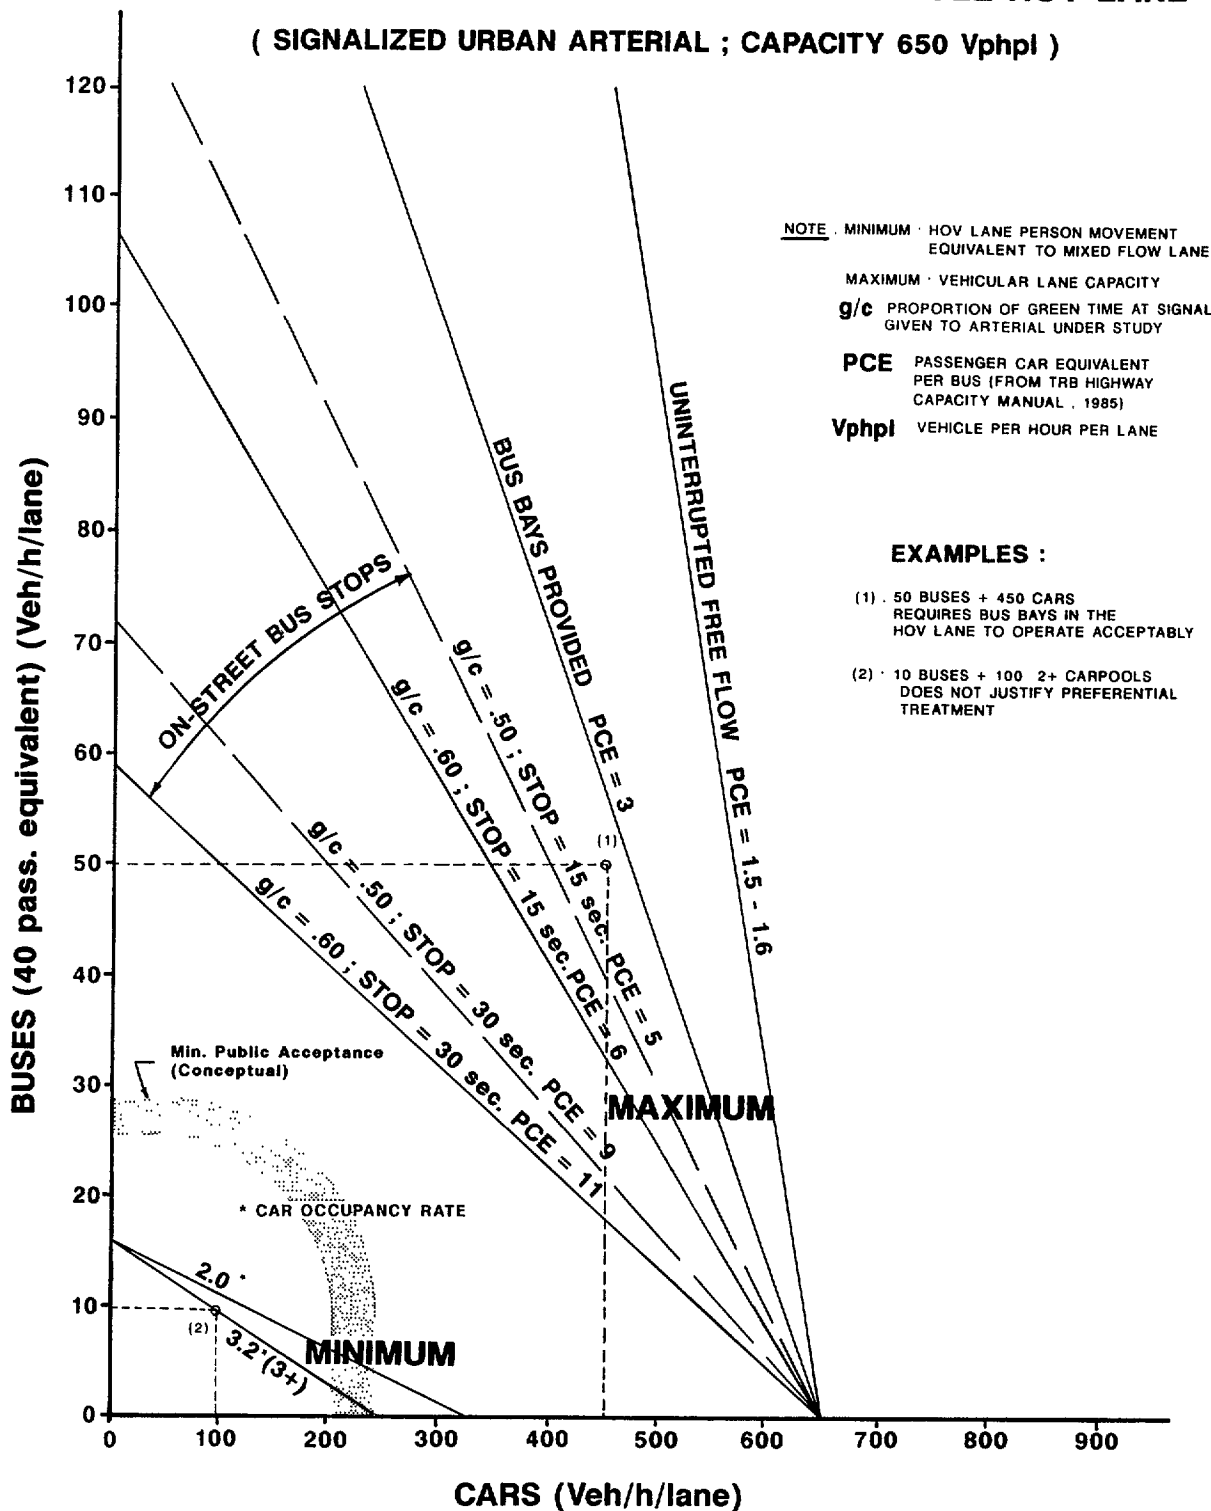 ( SIGNALIZED URBAN ARTERIAL ; CAPACITY 650 Vphpl )
120
110
100
90
80
70
60
50
40
30
20
10
0
BUSES (40 pass. equivalent) (Veh/h/lane)
NOTE . MINIMUM · HOV LANE PERSON MOVEMENT
EQUIVALENT TO MIXED FLOW LANE
MAXIMUM · VEHICULAR LANE CAPACITY
g/c PROPORTION OF GREEN TIME AT SIGNAL
GIVEN TO ARTERIAL UNDER STUDY
PCE PASSENGER CAR EQUIVALENT
PER BUS (FROM TRB HIGHWAY
CAPACITY MANUAL , 1985)
Vphpl VEHICLE PER HOUR PER LANE
EXAMPLES :
(1) . 50 BUSES + 450 CARS
REQUIRES BUS BAYS IN THE
HOV LANE TO OPERATE ACCEPTABLY
(2) · 10 BUSES + 100 2+ CARPOOLS
DOES NOT JUSTIFY PREFERENTIAL
TREATMENT
UNINTERRUPTED FREE FLOW PCE = 1.5 - 1.6
BUS BAYS PROVIDED PCE = 3
ON-STREET BUS STOPS
g/c = .50 ; STOP = 15 sec. PCE = 5
g/c = .60 ; STOP = 15 sec. PCE = 6
g/c = .50 ; STOP = 30 sec. PCE = 9
g/c = .60 ; STOP = 30 sec. PCE = 11
(1)
Min. Public Acceptance
(Conceptual)
MAXIMUM
* CAR OCCUPANCY RATE
2.0 *
(2)
3.2*(3+)
MINIMUM
0 100 200 300 400 500 600 700 800 900
CARS (Veh/h/lane)